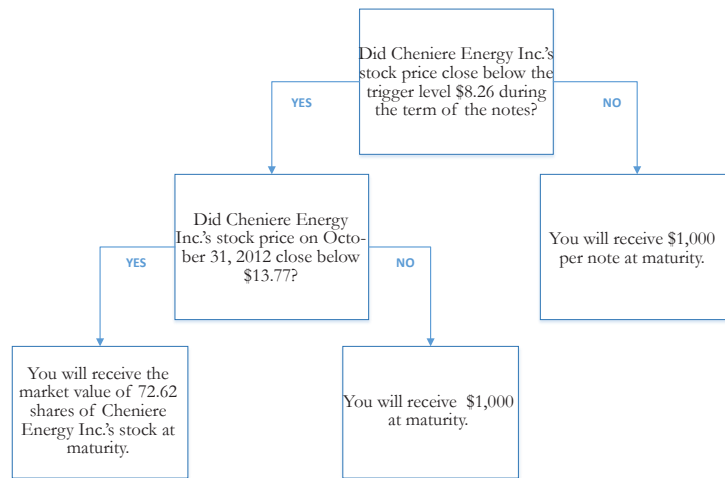 Did Cheniere Energy Inc.'s
stock price close below the
trigger level $8.26 during
the term of the notes?
YES
NO
Did Cheniere Energy
Inc.'s stock price on Octo-
ber 31, 2012 close below
$13.77?
You will receive $1,000
per note at maturity.
YES
NO
You will receive the
market value of 72.62
shares of Cheniere
Energy Inc.'s stock at
maturity.
You will receive $1,000
at maturity.